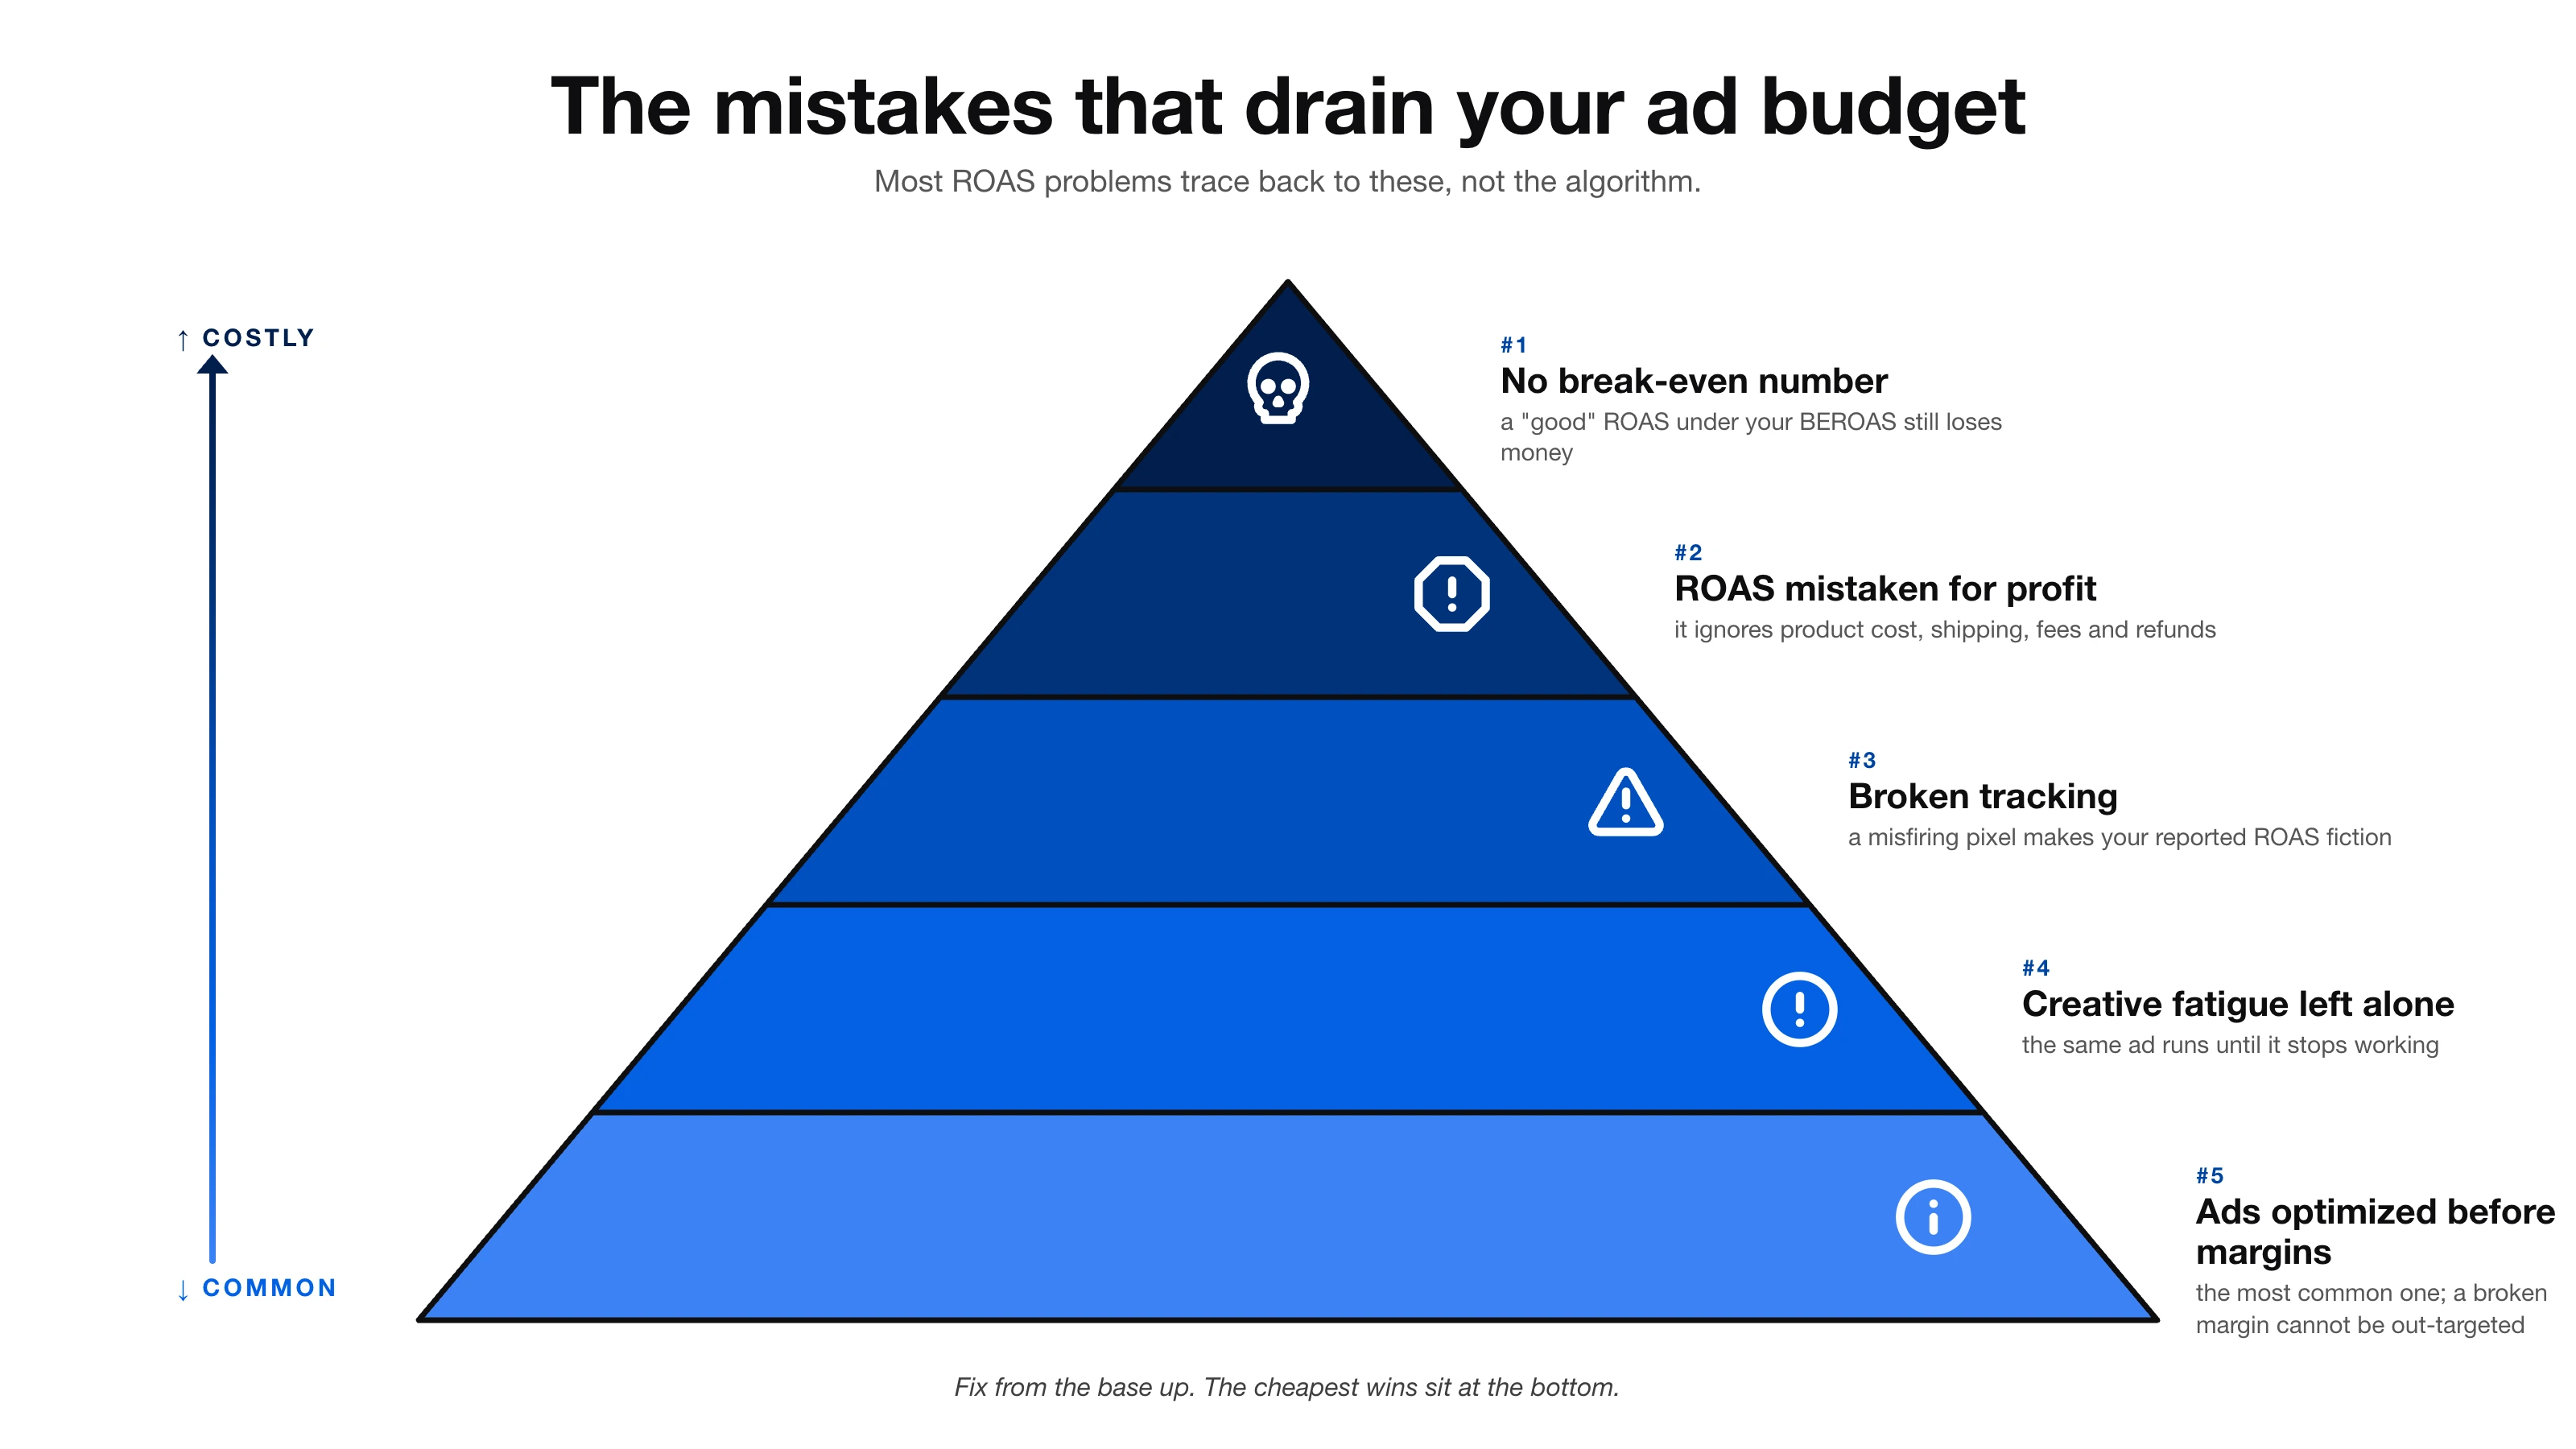 The mistakes that drain your ad budget
Most ROAS problems trace back to these, not the algorithm.
↑ COSTLY
#1
No break-even number
a "good" ROAS under your BEROAS still loses
money
#2
ROAS mistaken for profit
it ignores product cost, shipping, fees and refunds
#3
Broken tracking
a misfiring pixel makes your reported ROAS fiction
#4
Creative fatigue left alone
the same ad runs until it stops working
#5
Ads optimized before
margins
the most common one; a broken
margin cannot be out-targeted
↓ COMMON
Fix from the base up. The cheapest wins sit at the bottom.